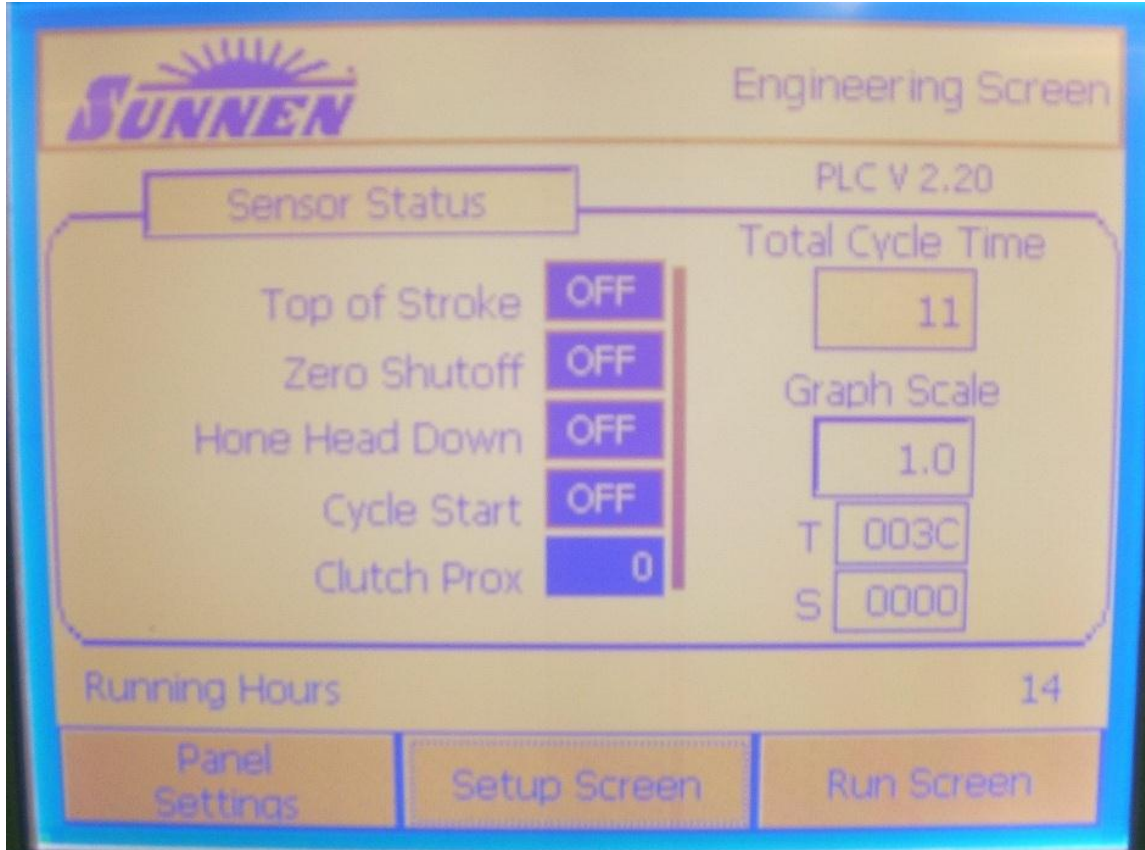 SUNNEN
Engineering Screen
PLC V 2.20
Sensor Status
Total Cycle Time
Top of Stroke OFF
11
Zero Shutoff OFF
Graph Scale
Hone Head Down OFF
1.0
Cycle Start OFF
T 003C
Clutch Prox 0
S 0000
Running Hours 14
Panel
Settings
Setup Screen
Run Screen